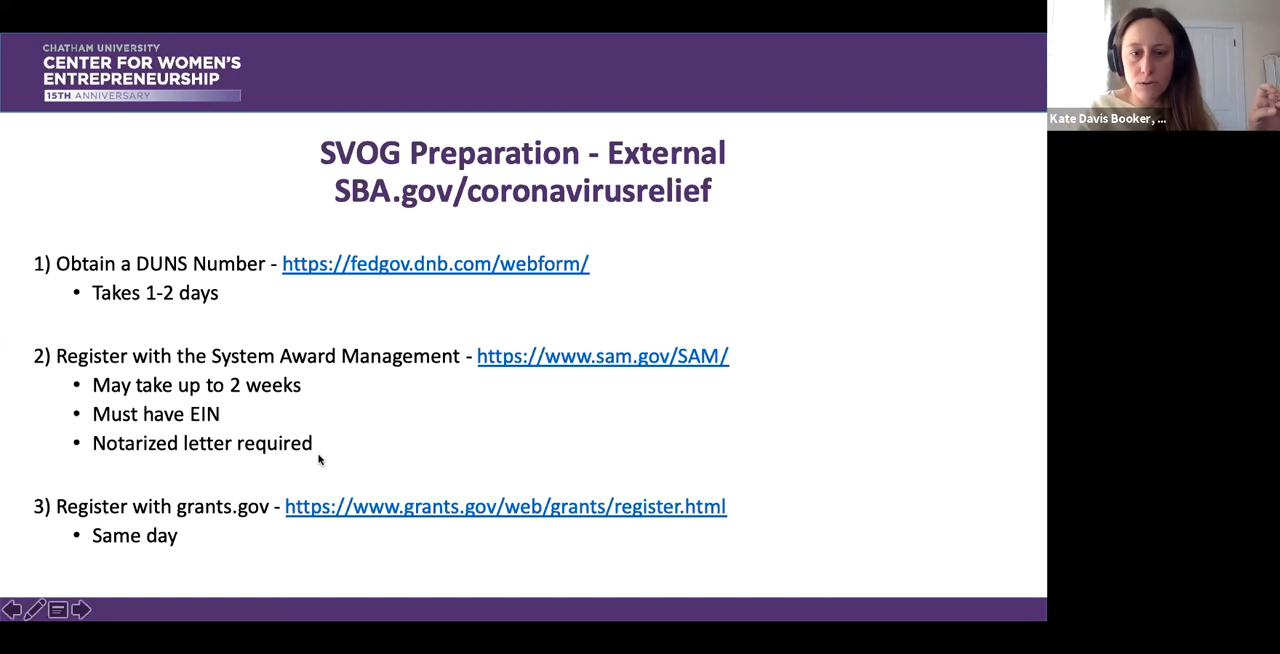 CHATHAM UNIVERSITY
CENTER FOR WOMEN'S
ENTREPRENEURSHIP
15TH ANNIVERSARY
Kate Davis Booker, ...
SVOG Preparation - External
SBA.gov/coronavirusrelief
1) Obtain a DUNS Number - https://fedgov.dnb.com/webform/
• Takes 1-2 days
2) Register with the System Award Management - https://www.sam.gov/SAM/
• May take up to 2 weeks
• Must have EIN
• Notarized letter required
3) Register with grants.gov - https://www.grants.gov/web/grants/register.html
• Same day